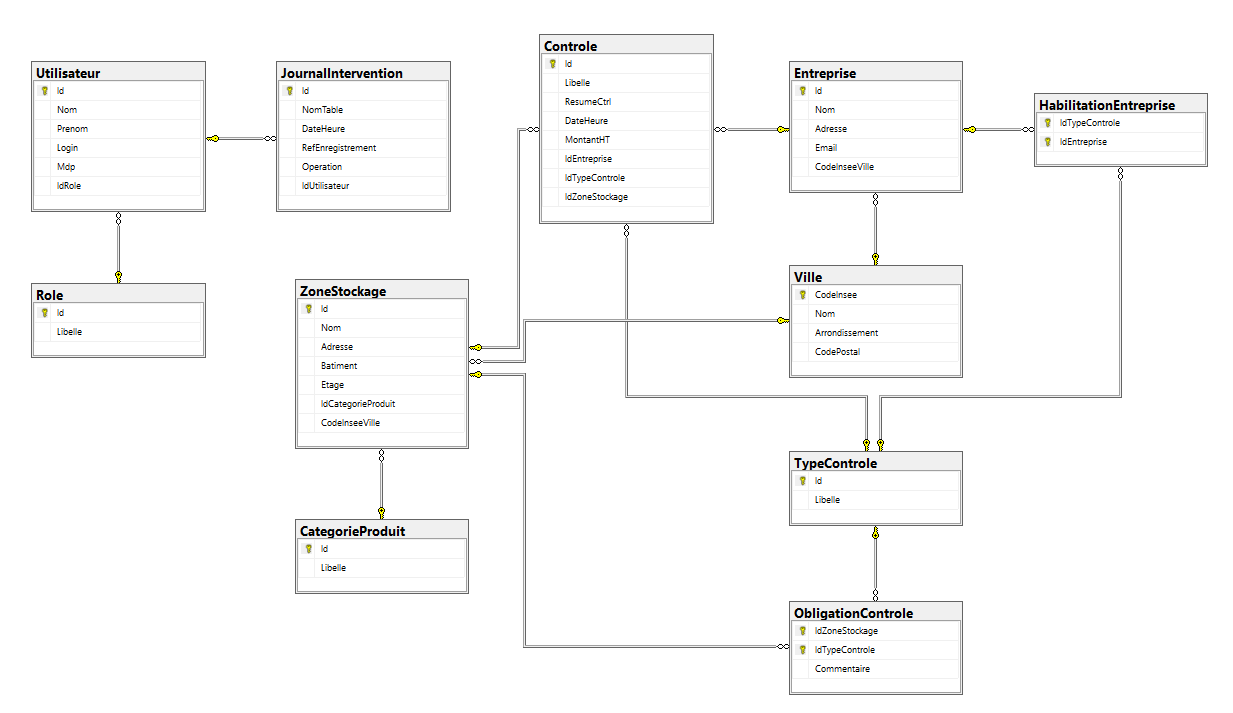 Utilisateur
Id
Nom
Prenom
Login
Mdp
IdRole
JournalIntervention
Id
NomTable
DateHeure
RefEnregistrement
Operation
IdUtilisateur
Controle
Id
Libelle
ResumeCtrl
DateHeure
MontantHT
IdEntreprise
IdTypeControle
IdZoneStockage
Entreprise
Id
Nom
Adresse
Email
CodeInseeVille
HabilitationEntreprise
IdTypeControle
IdEntreprise
Role
Id
Libelle
ZoneStockage
Id
Nom
Adresse
Batiment
Etage
IdCategorieProduit
CodeInseeVille
Ville
CodeInsee
Nom
Arrondissement
CodePostal
CategorieProduit
Id
Libelle
TypeControle
Id
Libelle
ObligationControle
IdZoneStockage
IdTypeControle
Commentaire